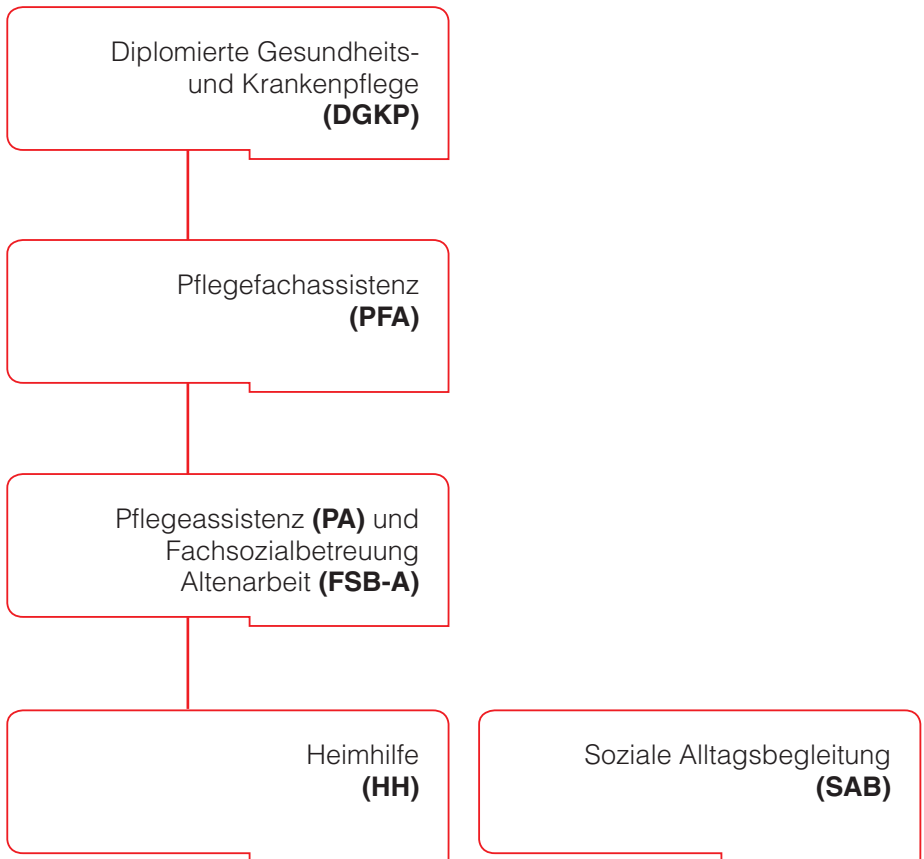 Diplomierte Gesundheits-
und Krankenpflege
(DGKP)
Pflegefachassistenz
(PFA)
Pflegeassistenz (PA) und
Fachsozialbetreuung
Altenarbeit (FSB-A)
Heimhilfe
(HH)
Soziale Alltagsbegleitung
(SAB)